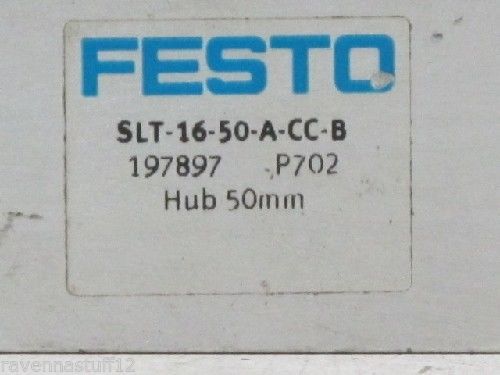 FESTO
SLT-16-50-A-CC-B
197897 P702
Hub 50mm
ravennastuff12